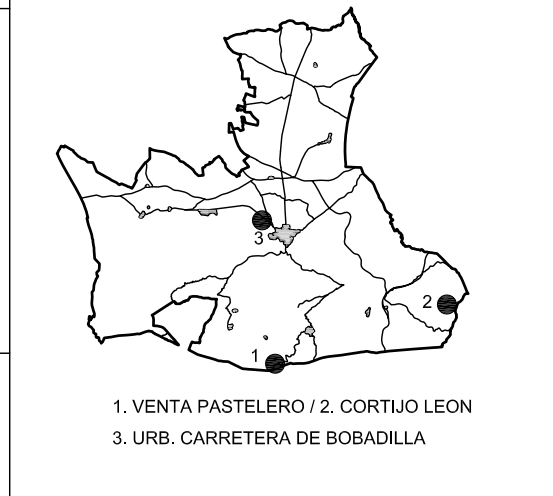 3
2
1
1. VENTA PASTELERO / 2. CORTIJO LEON
3. URB. CARRETERA DE BOBADILLA